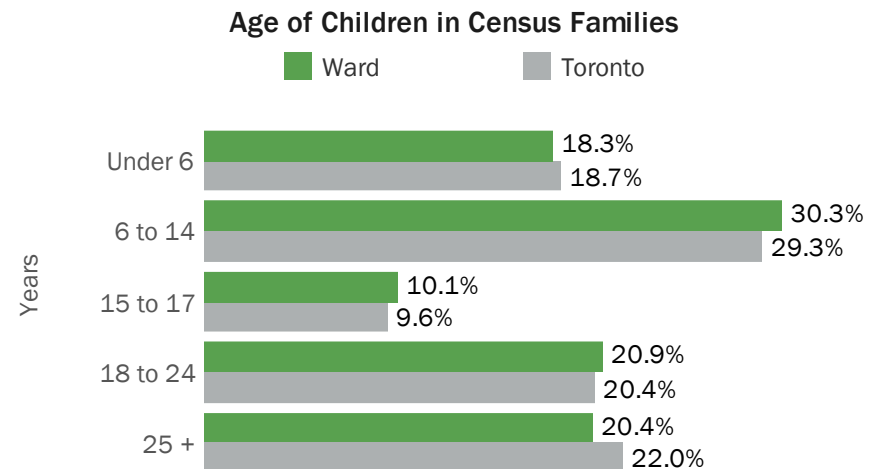 Age of Children in Census Families
Ward Toronto
Under 6 18.3%
18.7%
6 to 14 30.3%
29.3%
Years
15 to 17 10.1%
9.6%
18 to 24 20.9%
20.4%
25 + 20.4%
22.0%